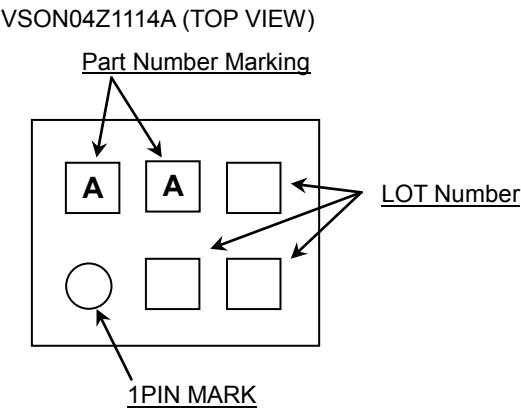 VSON04Z1114A (TOP VIEW)
Part Number Marking
A A
LOT Number
1PIN MARK